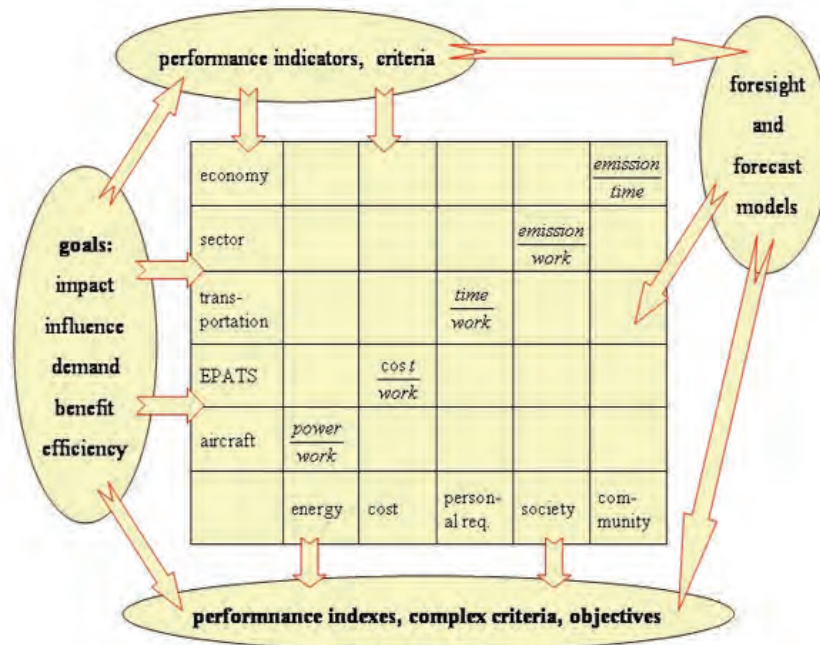 performance indicators, criteria
foresight
and
forecast
models
goals:
impact
influence
demand
benefit
efficiency
economy
emission
time
sector
emission
work
trans-
portation
time
work
EPATS
cost
work
aircraft
power
work
energy
cost
person-
al req.
society
com-
munity
performnance indexes, complex criteria, objectives